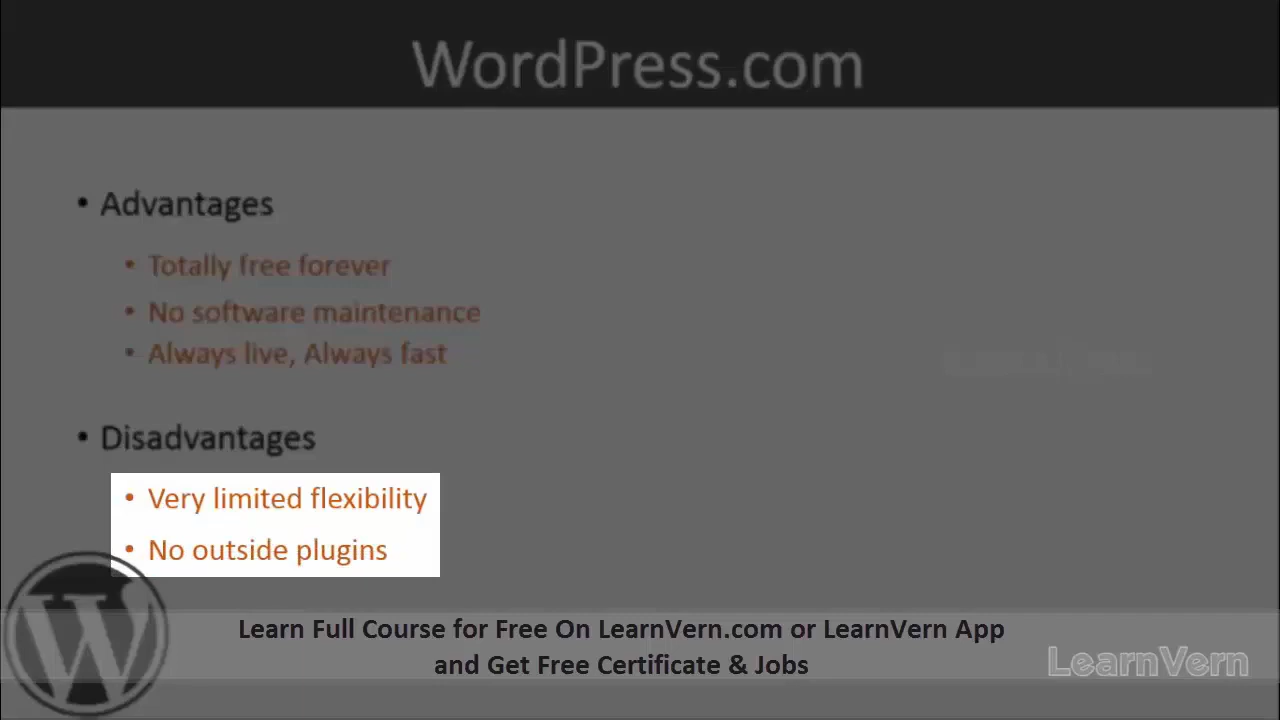 WordPress.com
• Advantages
• Totally free forever
• No software maintenance
• Always live, Always fast
• Disadvantages
• Very limited flexibility
• No outside plugins
Learn Full Course for Free On LearnVern.com or LearnVern App
and Get Free Certificate & Jobs
LearnVern